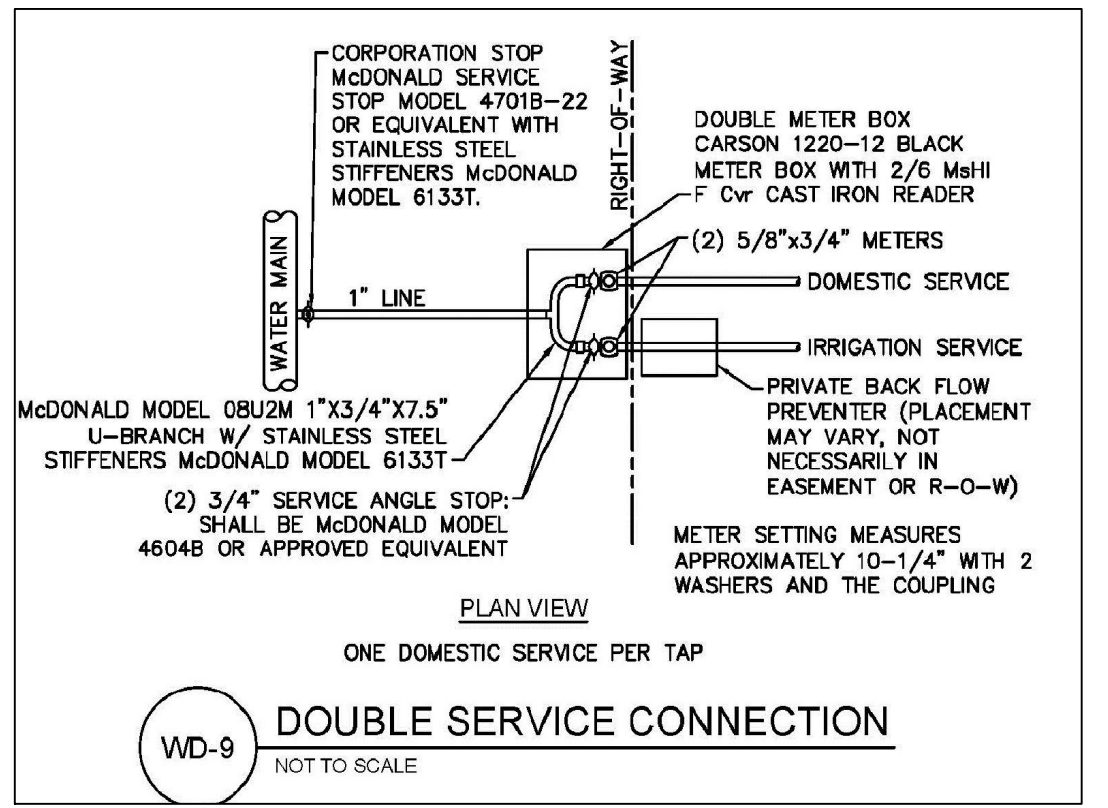 CORPORATION STOP
McDONALD SERVICE
STOP MODEL 4701B-22
OR EQUIVALENT WITH
STAINLESS STEEL
STIFFENERS McDONALD
MODEL 6133T.
RIGHT-OF-WAY
DOUBLE METER BOX
CARSON 1220-12 BLACK
METER BOX WITH 2/6 MsHI
F Cvr CAST IRON READER
(2) 5/8"x3/4" METERS
WATER MAIN
1" LINE
DOMESTIC SERVICE
IRRIGATION SERVICE
McDONALD MODEL 08U2M 1"X3/4"X7.5"
U-BRANCH W/ STAINLESS STEEL
STIFFENERS McDONALD MODEL 6133T
PRIVATE BACK FLOW
PREVENTER (PLACEMENT
MAY VARY, NOT
NECESSARILY IN
EASEMENT OR R-O-W)
(2) 3/4" SERVICE ANGLE STOP:
SHALL BE McDONALD MODEL
4604B OR APPROVED EQUIVALENT
METER SETTING MEASURES
APPROXIMATELY 10-1/4" WITH 2
WASHERS AND THE COUPLING
PLAN VIEW
ONE DOMESTIC SERVICE PER TAP
WD-9
DOUBLE SERVICE CONNECTION
NOT TO SCALE